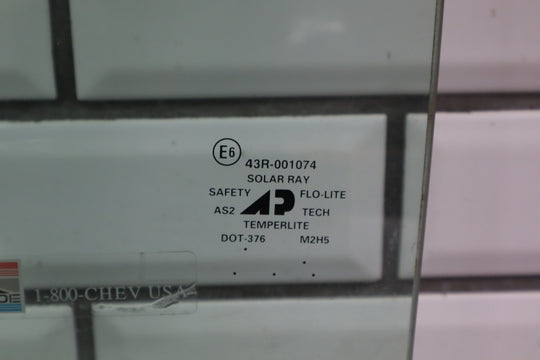 E6 43R-001074
SOLAR RAY
SAFETY AP FLO-LITE
AS2 TECH
TEMPERLITE
DOT-376 M2H5
1-800-CHEV USA